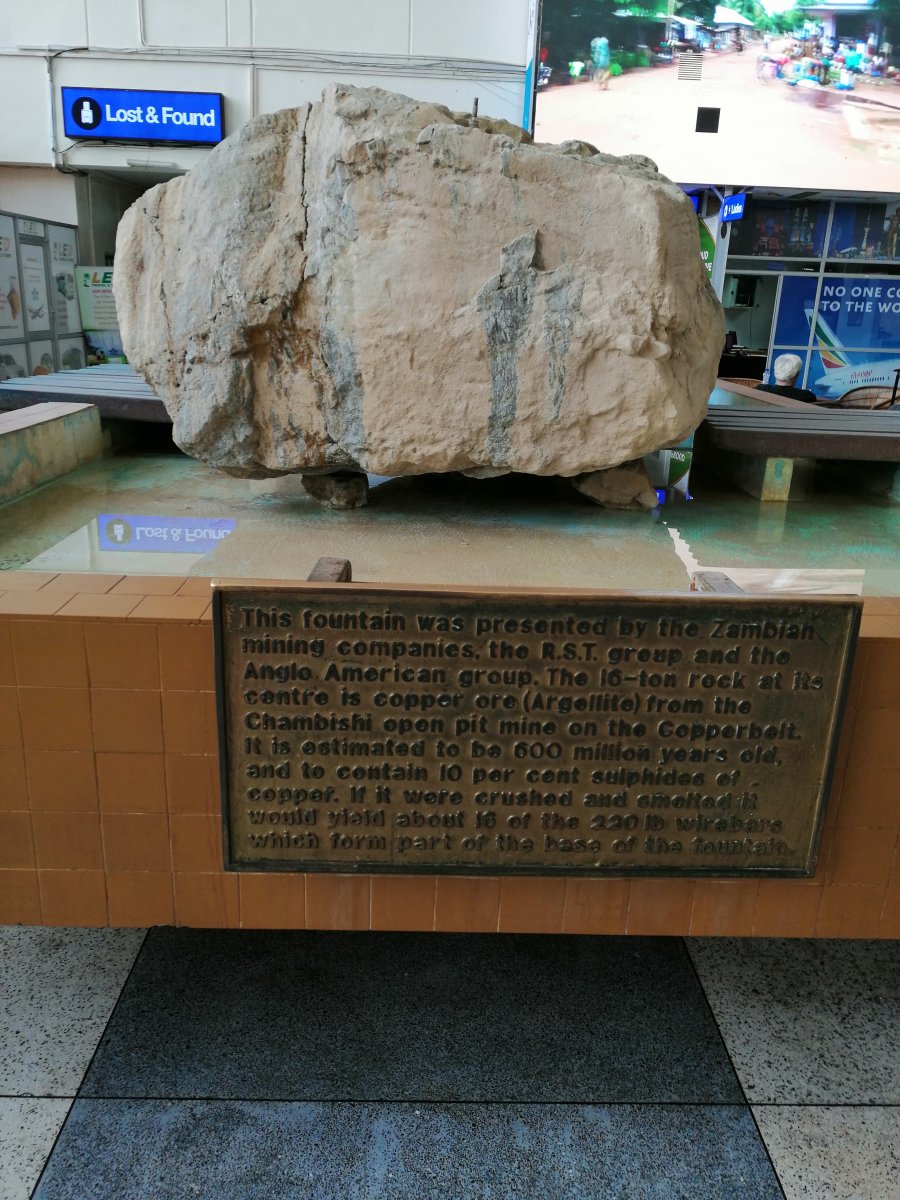 Lost & Found
Ladies
NO ONE CO
TO THE WO
This fountain was presented by the Zambian
mining companies, the R.S.T. group and the
Anglo American group. The 16-ton rock at its
centre is copper ore (Argellite) from the
Chambishi open pit mine on the Copperbelt.
It is estimated to be 600 million years old,
and to contain 10 per cent sulphides of
copper. If it were crushed and smelted it
would yield about 16 of the 220 lb wirebars
which form part of the base of the fountain.